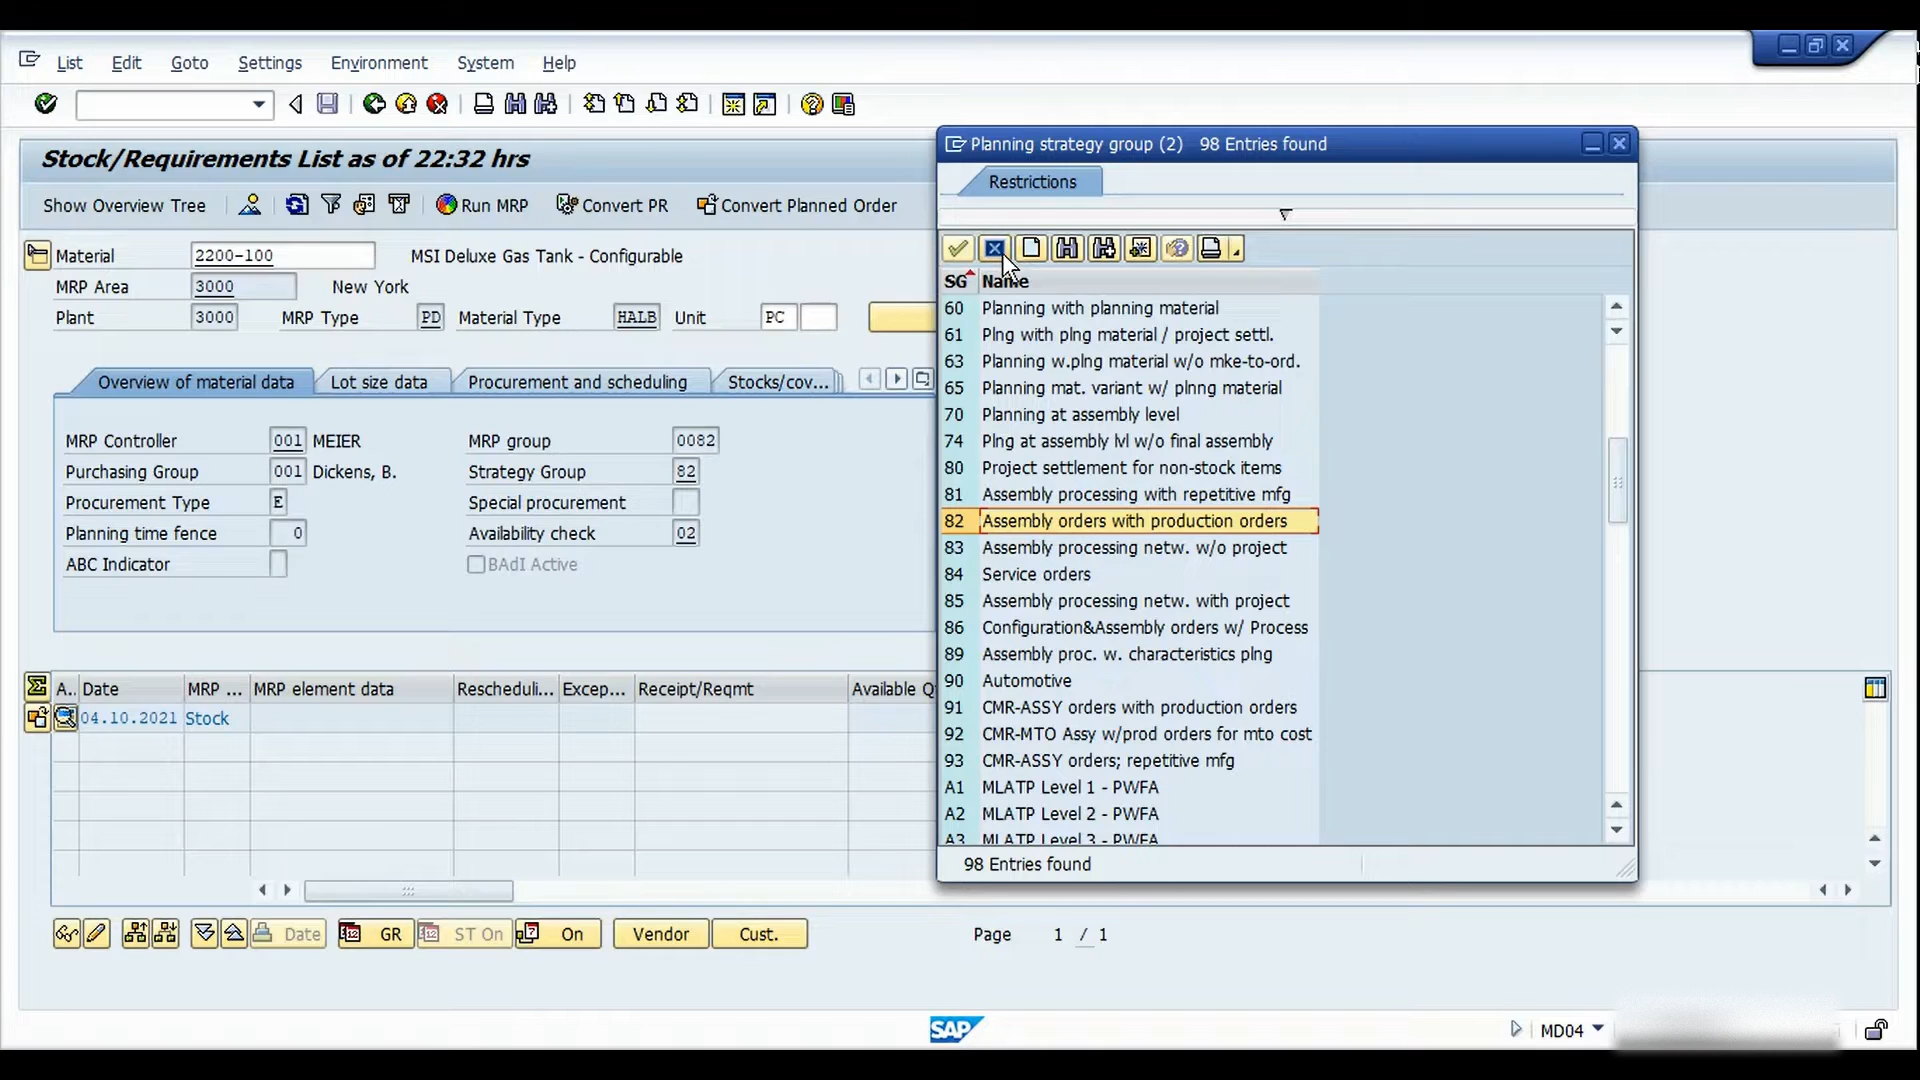 List Edit Goto Settings Environment System Help
Stock/Requirements List as of 22:32 hrs
Show Overview Tree Run MRP Convert PR Convert Planned Order
Material 2200-100 MSI Deluxe Gas Tank - Configurable
MRP Area 3000 New York
Plant 3000 MRP Type PD Material Type HALB Unit PC
Overview of material data Lot size data Procurement and scheduling Stocks/cov...
MRP Controller 001 MEIER MRP group 0082
Purchasing Group 001 Dickens, B. Strategy Group 82
Procurement Type E Special procurement
Planning time fence 0 Availability check 02
ABC Indicator BAdI Active
A.. Date MRP ... MRP element data Rescheduli... Excep... Receipt/Reqmt Available Q
04.10.2021 Stock
Date GR ST On On Vendor Cust. Page 1 / 1
Planning strategy group (2) 98 Entries found
Restrictions
SG Name
60 Planning with planning material
61 Plng with plng material / project settl.
63 Planning w.plng material w/o mke-to-ord.
65 Planning mat. variant w/ plnng material
70 Planning at assembly level
74 Plng at assembly lvl w/o final assembly
80 Project settlement for non-stock items
81 Assembly processing with repetitive mfg
82 Assembly orders with production orders
83 Assembly processing netw. w/o project
84 Service orders
85 Assembly processing netw. with project
86 Configuration&Assembly orders w/ Process
89 Assembly proc. w. characteristics plng
90 Automotive
91 CMR-ASSY orders with production orders
92 CMR-MTO Assy w/prod orders for mto cost
93 CMR-ASSY orders; repetitive mfg
A1 MLATP Level 1 - PWFA
A2 MLATP Level 2 - PWFA
A3 MLATP Level 3 - PWFA
98 Entries found
SAP MD04